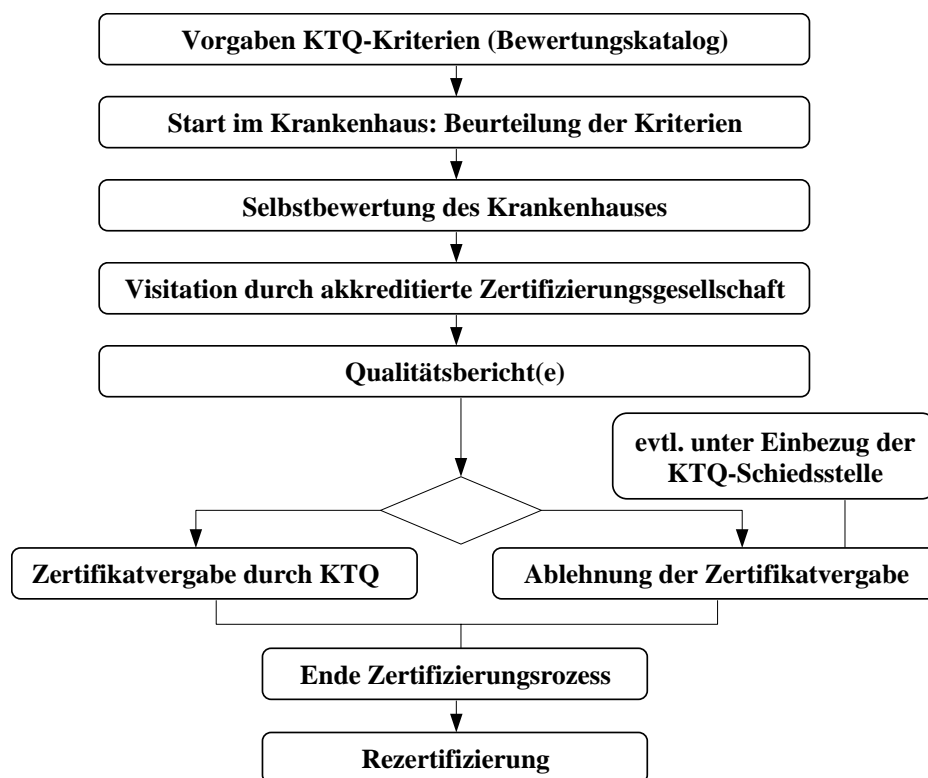 Vorgaben KTQ-Kriterien (Bewertungskatalog)
Start im Krankenhaus: Beurteilung der Kriterien
Selbstbewertung des Krankenhauses
Visitation durch akkreditierte Zertifizierungsgesellschaft
Qualitätsbericht(e)
evtl. unter Einbezug der
KTQ-Schiedsstelle
Zertifikatvergabe durch KTQ
Ablehnung der Zertifikatvergabe
Ende Zertifizierungsrozess
Rezertifizierung